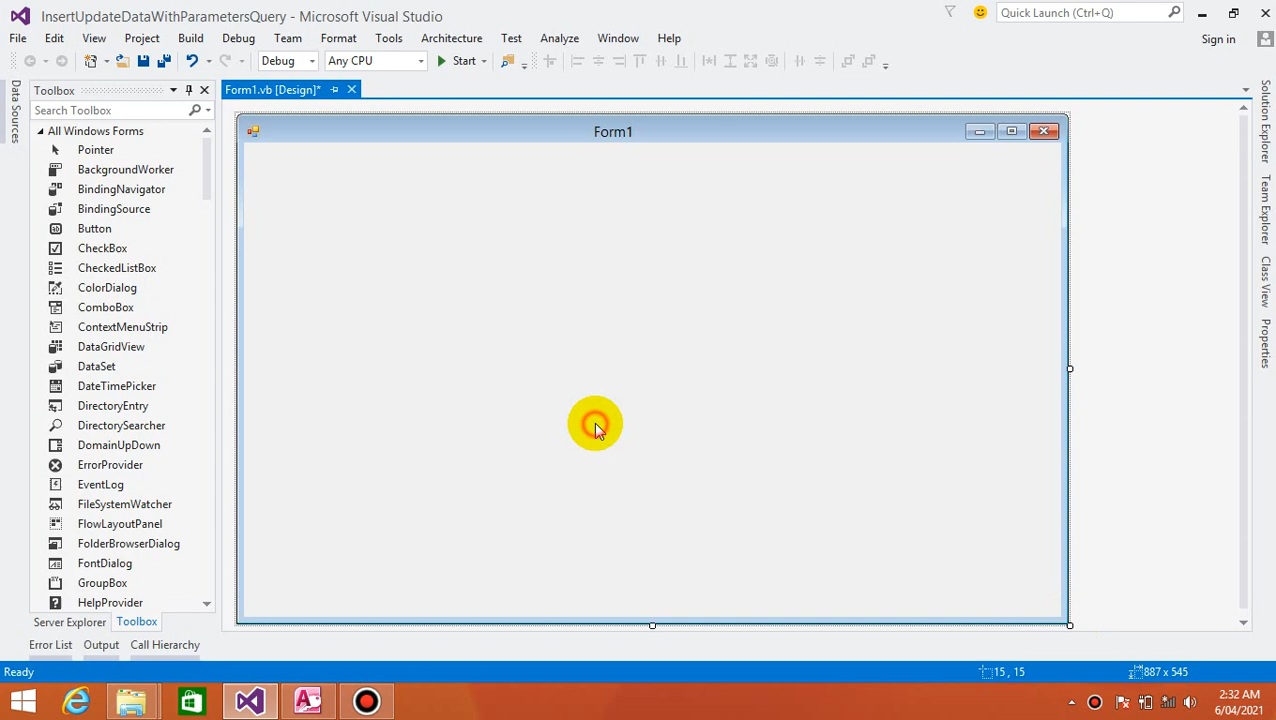 InsertUpdateDataWithParametersQuery - Microsoft Visual Studio
Quick Launch (Ctrl+Q)
File Edit View Project Build Debug Team Format Tools Architecture Test Analyze Window Help
Sign in
Debug Any CPU Start
Data Sources
Toolbox
Form1.vb [Design]*
Search Toolbox
All Windows Forms
Pointer
BackgroundWorker
BindingNavigator
BindingSource
Button
CheckBox
CheckedListBox
ColorDialog
ComboBox
ContextMenuStrip
DataGridView
DataSet
DateTimePicker
DirectoryEntry
DirectorySearcher
DomainUpDown
ErrorProvider
EventLog
FileSystemWatcher
FlowLayoutPanel
FolderBrowserDialog
FontDialog
GroupBox
HelpProvider
Form1
Solution Explorer
Team Explorer
Class View
Properties
Server Explorer Toolbox
Error List Output Call Hierarchy
Ready
15 , 15
887 x 545
2:32 AM
6/04/2021